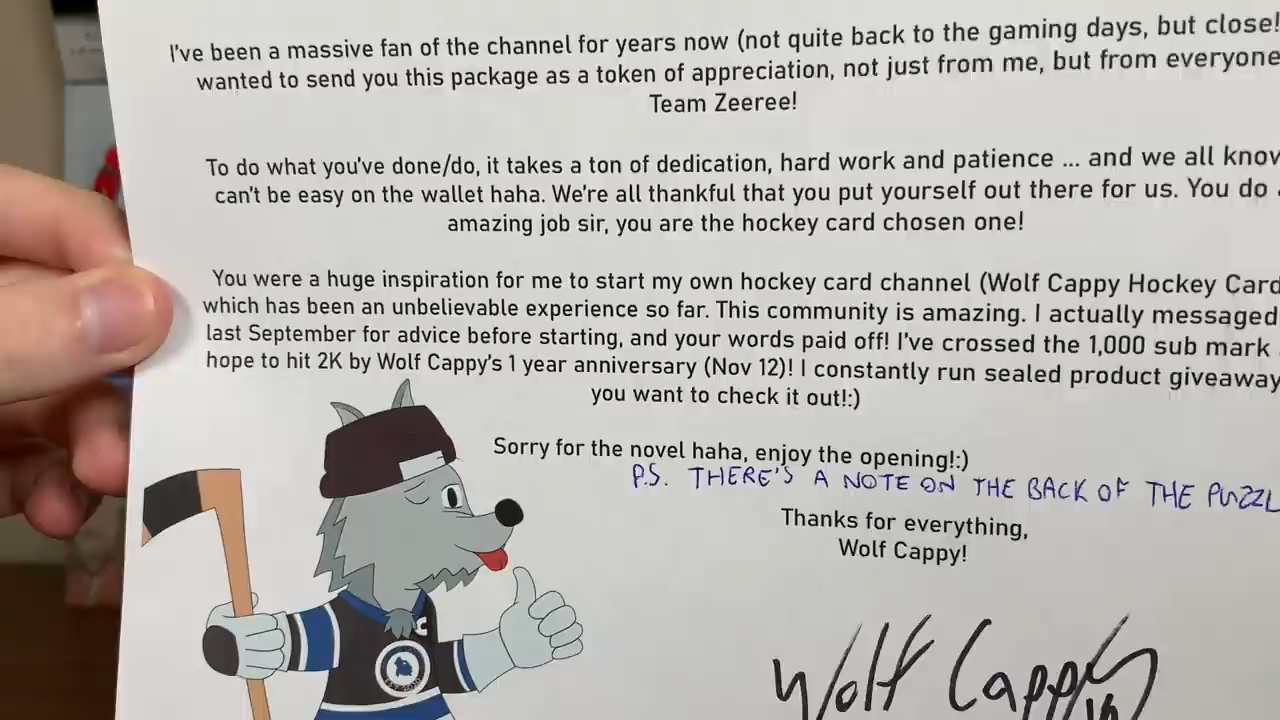 I've been a massive fan of the channel for years now (not quite back to the gaming days, but close!
wanted to send you this package as a token of appreciation, not just from me, but from everyone
Team Zeeree!
To do what you've done/do, it takes a ton of dedication, hard work and patience ... and we all know
can't be easy on the wallet haha. We're all thankful that you put yourself out there for us. You do
amazing job sir, you are the hockey card chosen one!
You were a huge inspiration for me to start my own hockey card channel (Wolf Cappy Hockey Card
which has been an unbelievable experience so far. This community is amazing. I actually messaged
last September for advice before starting, and your words paid off! I've crossed the 1,000 sub mark
hope to hit 2K by Wolf Cappy's 1 year anniversary (Nov 12)! I constantly run sealed product giveaway
you want to check it out!:)
Sorry for the novel haha, enjoy the opening!:)
P.S. THERE'S A NOTE ON THE BACK OF THE PUZZL
Thanks for everything,
Wolf Cappy!
Wolf Cappy